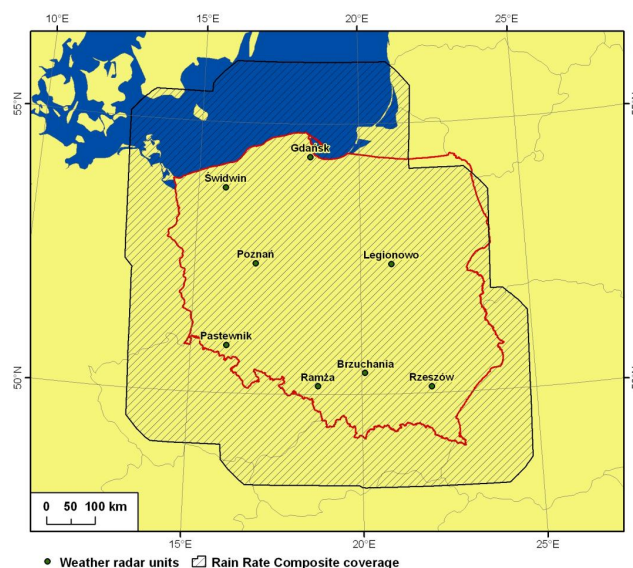 10°E 15°E 20°E 25°E
55°N
Gdańsk
Świdwin
Poznań Legionowo
Pastewnik
Brzuchania
50°N Ramża Rzeszów
0 50 100 km
15°E 20°E 25°E
Weather radar units Rain Rate Composite coverage